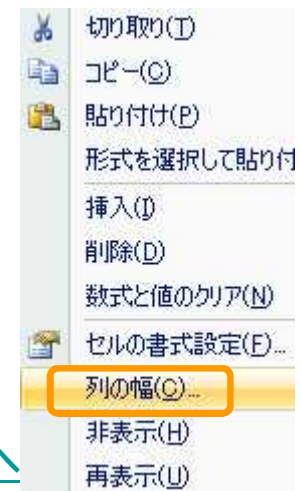 切り取り(T)
コピー(C)
貼り付け(P)
形式を選択して貼り付
挿入(I)
削除(D)
数式と値のクリア(N)
セルの書式設定(F)...
列の幅(C)...
非表示(H)
再表示(U)